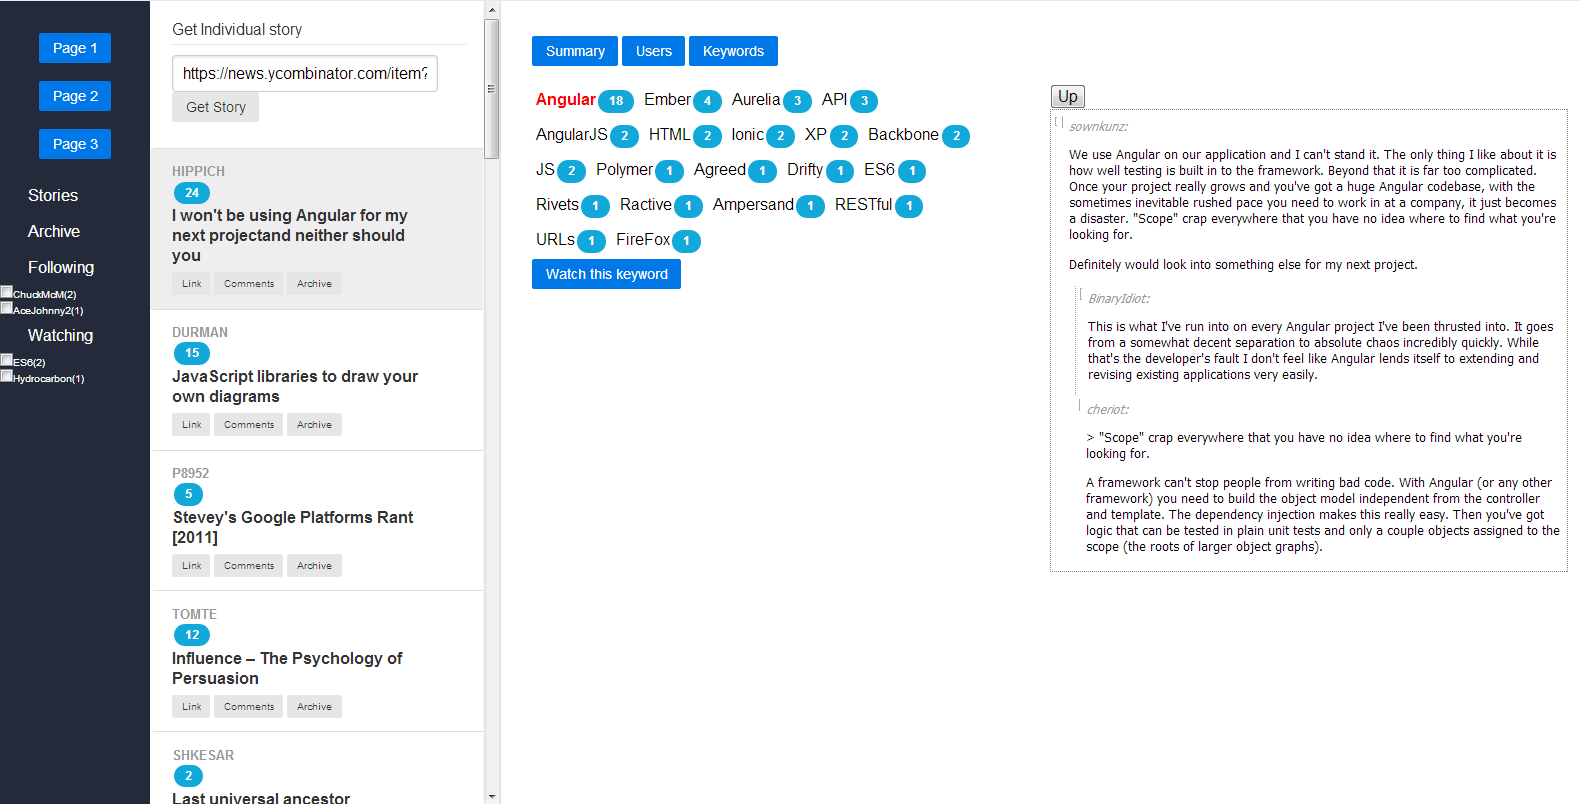 Page 1
Page 2
Page 3
Stories
Archive
Following
ChuckMcM(2)
AceJohnny2(1)
Watching
ES6(2)
Hydrocarbon(1)
Get Individual story
https://news.ycombinator.com/item?
Get Story
HIPPICH
24
I won't be using Angular for my
next projectand neither should
you
Link Comments Archive
DURMAN
15
JavaScript libraries to draw your
own diagrams
Link Comments Archive
P8952
5
Stevey's Google Platforms Rant
[2011]
Link Comments Archive
TOMTE
12
Influence – The Psychology of
Persuasion
Link Comments Archive
SHKESAR
2
Last universal ancestor
Summary Users Keywords
Angular 18 Ember 4 Aurelia 3 API 3
AngularJS 2 HTML 2 Ionic 2 XP 2 Backbone 2
JS 2 Polymer 1 Agreed 1 Drifty 1 ES6 1
Rivets 1 Ractive 1 Ampersand 1 RESTful 1
URLs 1 FireFox 1
Watch this keyword
Up
[ | sownkunz:
We use Angular on our application and I can't stand it. The only thing I like about it is
how well testing is built in to the framework. Beyond that it is far too complicated.
Once your project really grows and you've got a huge Angular codebase, with the
sometimes inevitable rushed pace you need to work in at a company, it just becomes
a disaster. "Scope" crap everywhere that you have no idea where to find what you're
looking for.
Definitely would look into something else for my next project.
[ BinaryIdiot:
This is what I've run into on every Angular project I've been thrusted into. It goes
from a somewhat decent separation to absolute chaos incredibly quickly. While
that's the developer's fault I don't feel like Angular lends itself to extending and
revising existing applications very easily.
| cheriot:
> "Scope" crap everywhere that you have no idea where to find what you're
looking for.
A framework can't stop people from writing bad code. With Angular (or any other
framework) you need to build the object model independent from the controller
and template. The dependency injection makes this really easy. Then you've got
logic that can be tested in plain unit tests and only a couple objects assigned to the
scope (the roots of larger object graphs).